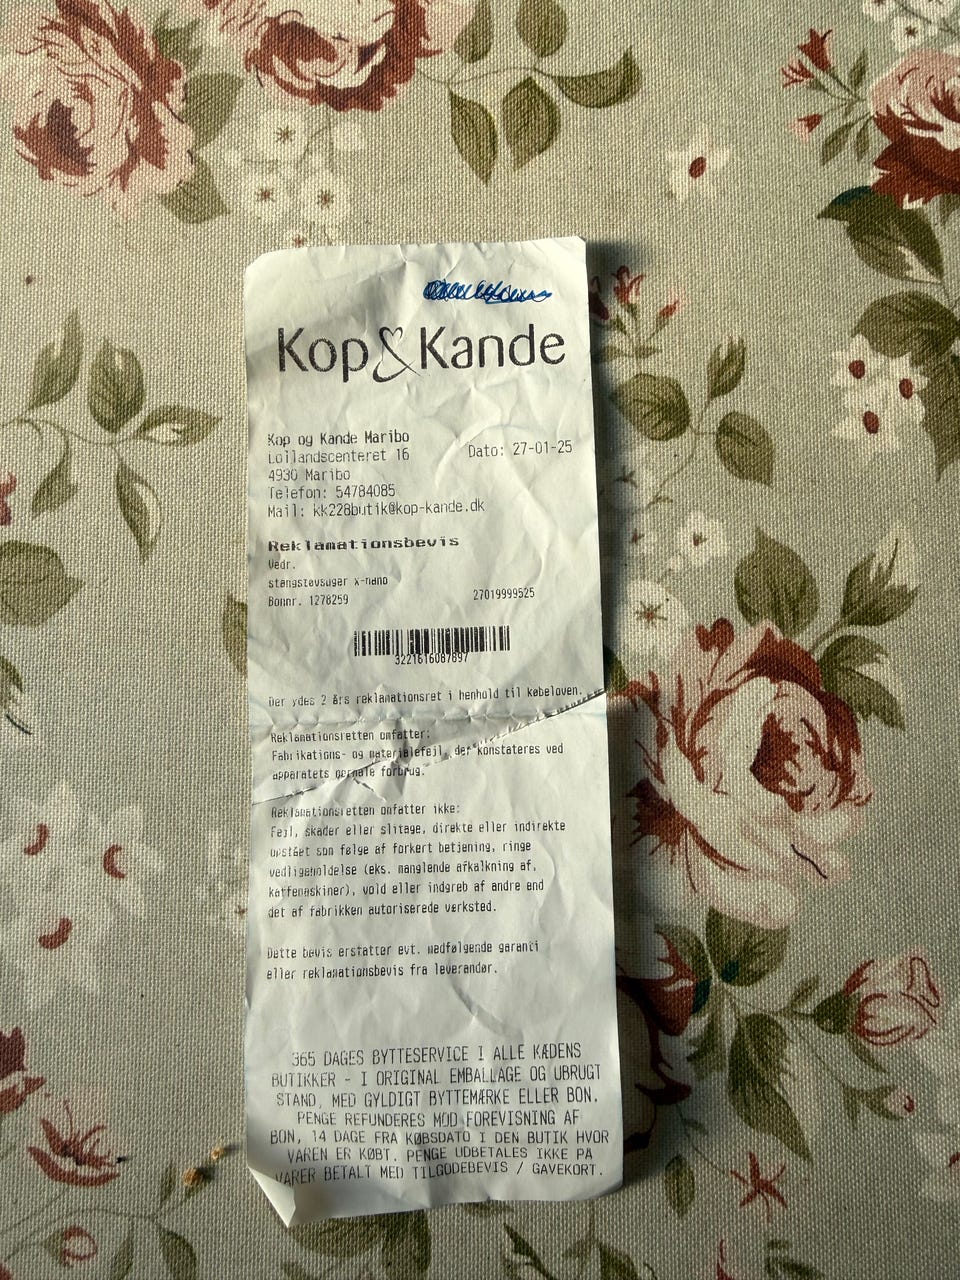 Kop & Kande
Kop og Kande Maribo
Lollandscenteret 16 Dato: 27-01-25
4930 Maribo
Telefon: 54784085
Mail: kk228butik@kop-kande.dk
Reklamationsbevis
Vedr.
stangstøvsuger x-nano
Bonnr. 1278259 27019999525
3221616087897
Der ydes 2 års reklamationsret i henhold til købeloven.
Reklamationsretten omfatter:
Fabrikations- og materialefejl, der konstateres ved
apparatets normale forbrug.
Reklamationsretten omfatter ikke:
Fejl, skader eller slitage, direkte eller indirekte
opstået som følge af forkert betjening, ringe
vedligeholdelse (eks. manglende afkalkning af,
kaffemaskiner), vold eller indgreb af andre end
det af fabrikken autoriserede værksted.
Dette bevis erstatter evt. medfølgende garanti
eller reklamationsbevis fra leverandør.
365 DAGES BYTTESERVICE I ALLE KÆDENS
BUTIKKER - I ORIGINAL EMBALLAGE OG UBRUGT
STAND, MED GYLDIGT BYTTEMÆRKE ELLER BON.
PENGE REFUNDERES MOD FOREVISNING AF
BON, 14 DAGE FRA KØBSDATO I DEN BUTIK HVOR
VAREN ER KØBT. PENGE UDBETALES IKKE PÅ
VARER BETALT MED TILGODEBEVIS / GAVEKORT.